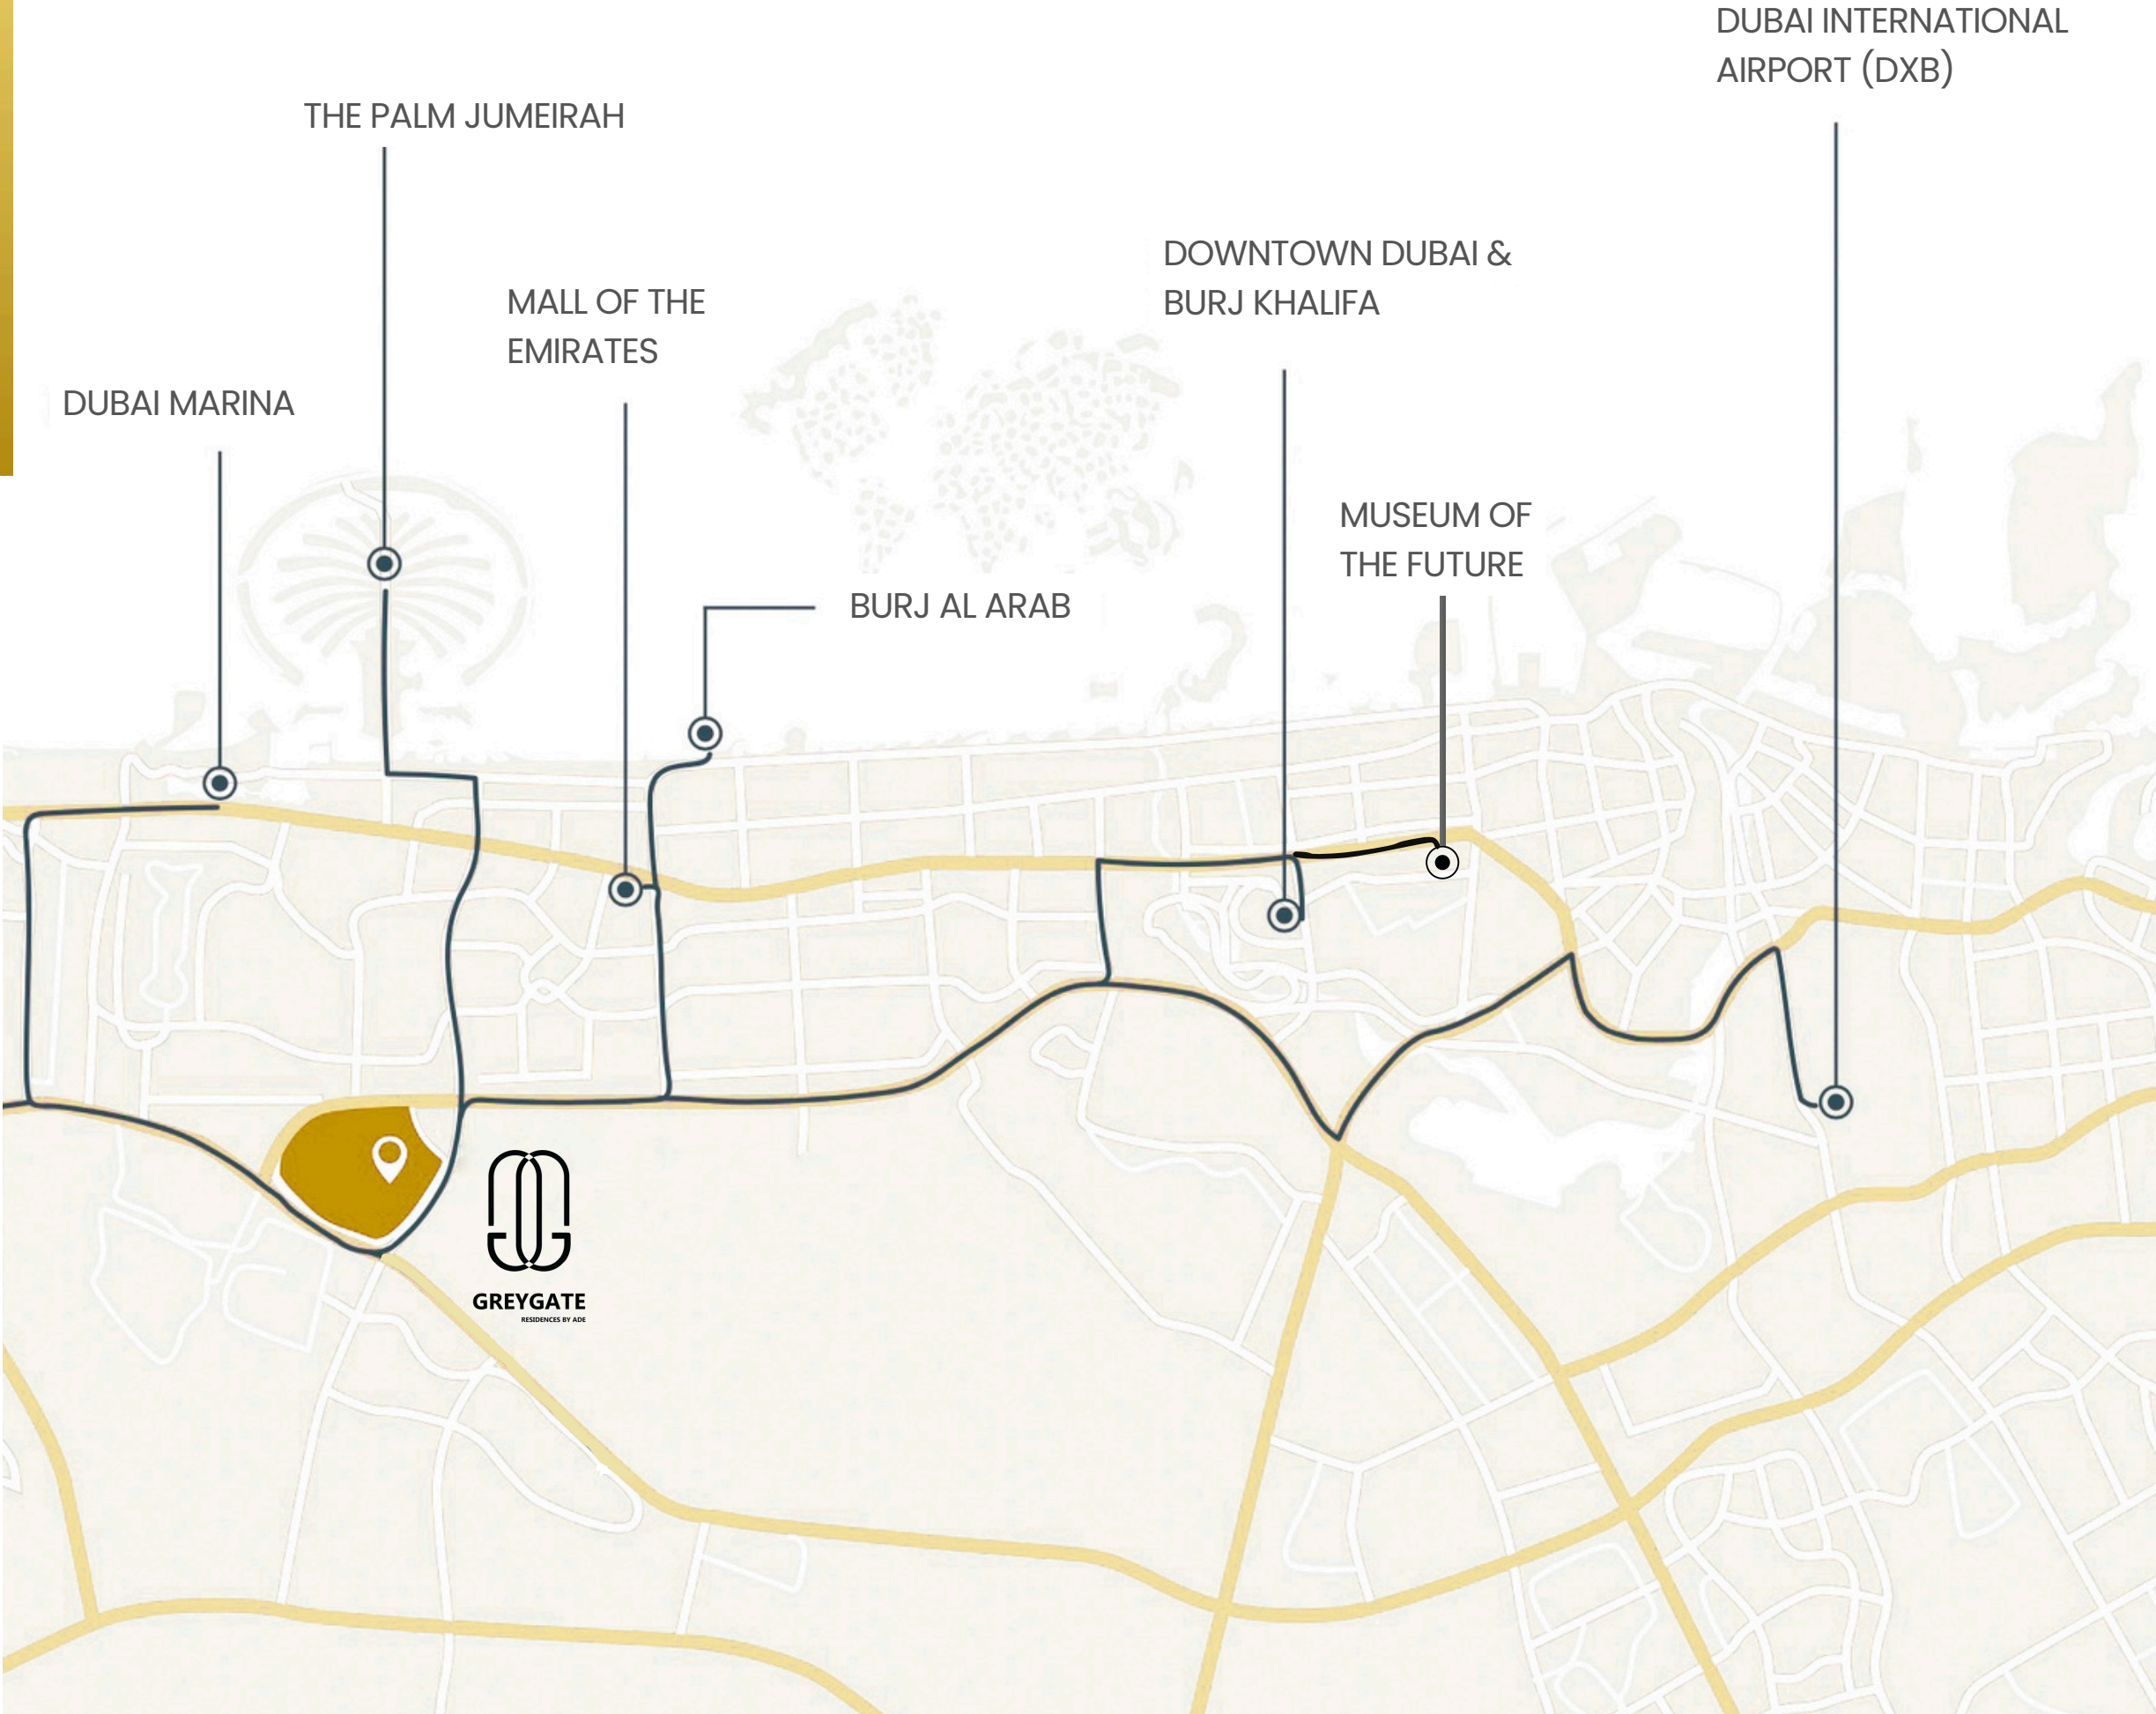 DUBAI INTERNATIONAL
AIRPORT (DXB)
THE PALM JUMEIRAH
DOWNTOWN DUBAI &
BURJ KHALIFA
MALL OF THE
EMIRATES
DUBAI MARINA
MUSEUM OF
THE FUTURE
BURJ AL ARAB
GREYGATE
RESIDENCES BY ADE